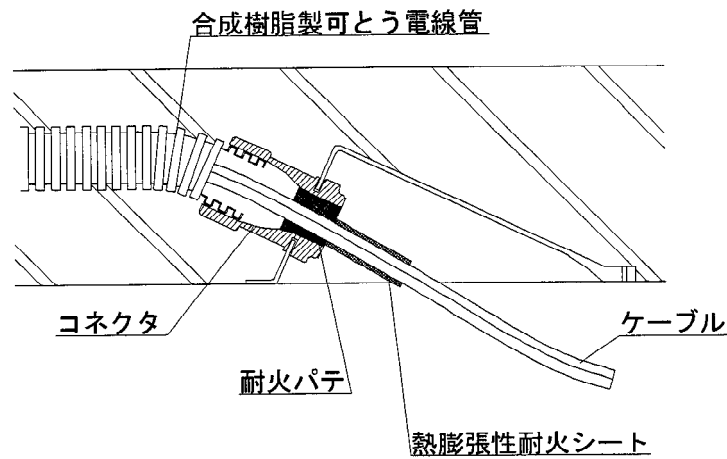 合成樹脂製可とう電線管
コネクタ
ケーブル
耐火パテ
熱膨張性耐火シート